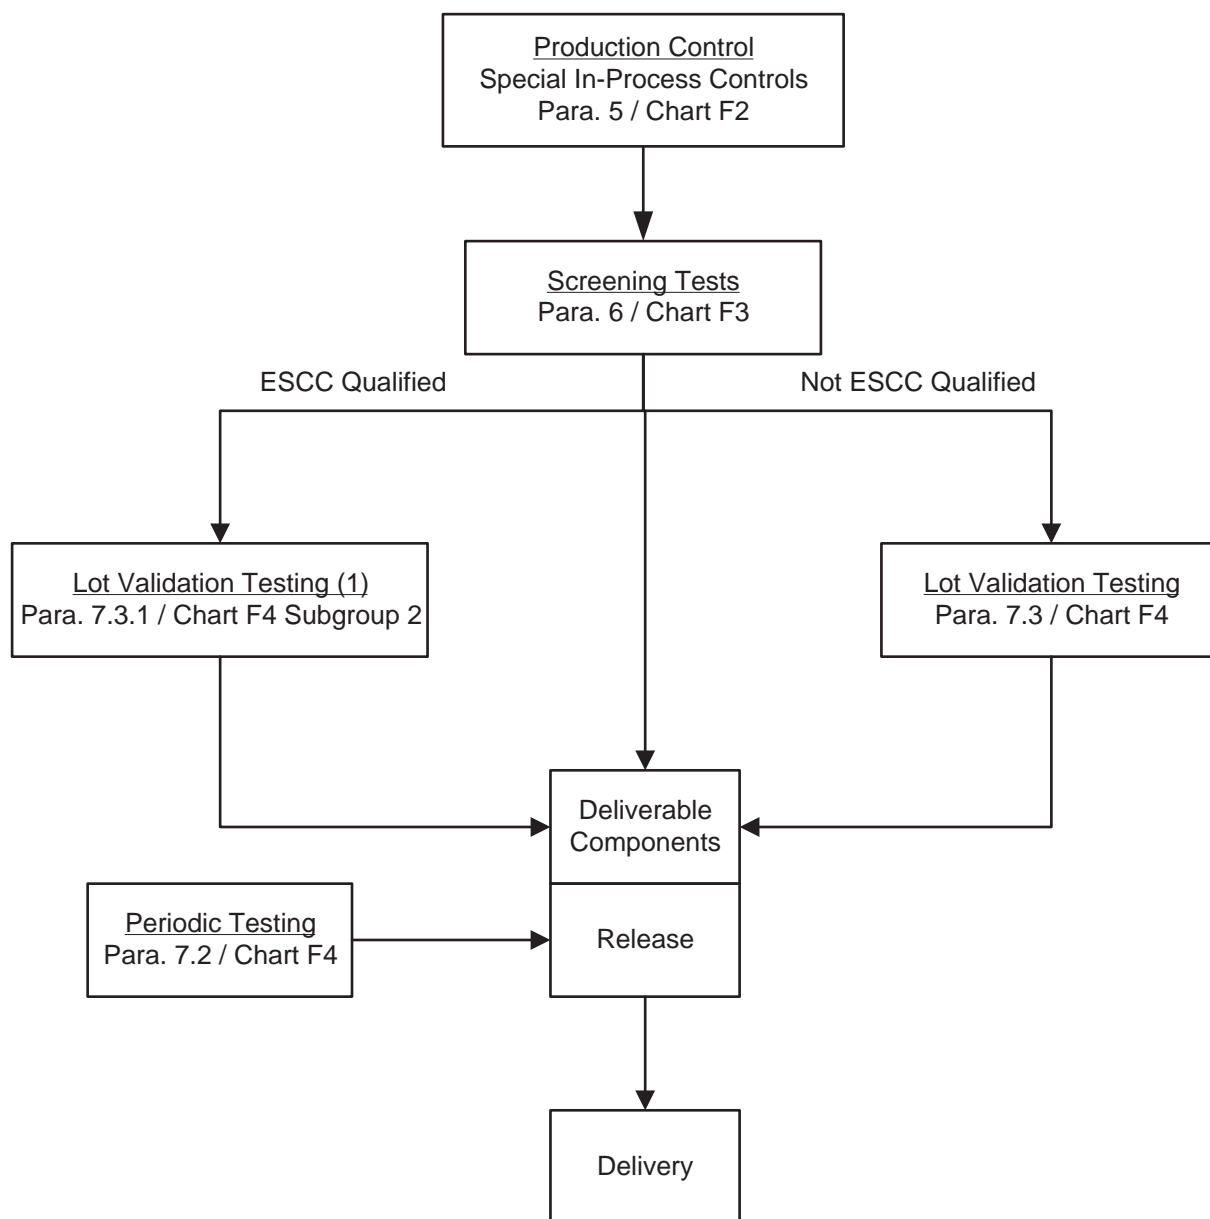 Production Control
Special In-Process Controls
Para. 5 / Chart F2
Screening Tests
Para. 6 / Chart F3
ESCC Qualified
Not ESCC Qualified
Lot Validation Testing (1)
Para. 7.3.1 / Chart F4 Subgroup 2
Lot Validation Testing
Para. 7.3 / Chart F4
Deliverable
Components
Periodic Testing
Para. 7.2 / Chart F4
Release
Delivery